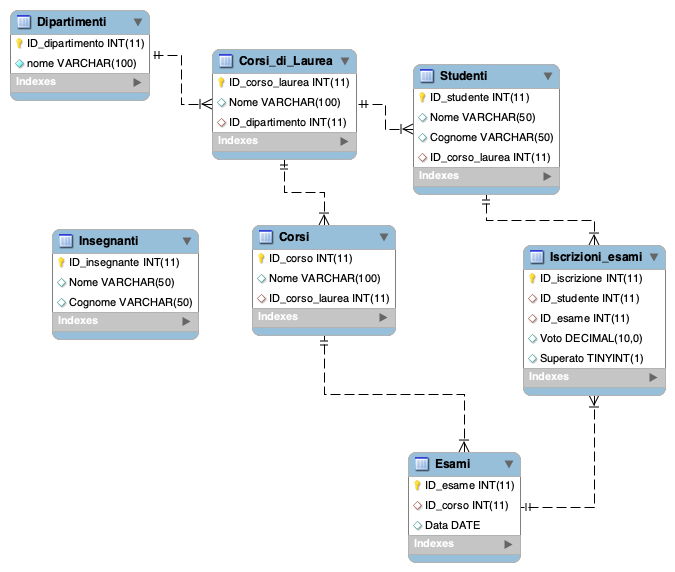 Dipartimenti
ID_dipartimento INT(11)
nome VARCHAR(100)
Indexes
Corsi_di_Laurea
ID_corso_laurea INT(11)
Nome VARCHAR(100)
ID_dipartimento INT(11)
Indexes
Studenti
ID_studente INT(11)
Nome VARCHAR(50)
Cognome VARCHAR(50)
ID_corso_laurea INT(11)
Indexes
Insegnanti
ID_insegnante INT(11)
Nome VARCHAR(50)
Cognome VARCHAR(50)
Indexes
Corsi
ID_corso INT(11)
Nome VARCHAR(100)
ID_corso_laurea INT(11)
Indexes
Iscrizioni_esami
ID_iscrizione INT(11)
ID_studente INT(11)
ID_esame INT(11)
Voto DECIMAL(10,0)
Superato TINYINT(1)
Indexes
Esami
ID_esame INT(11)
ID_corso INT(11)
Data DATE
Indexes